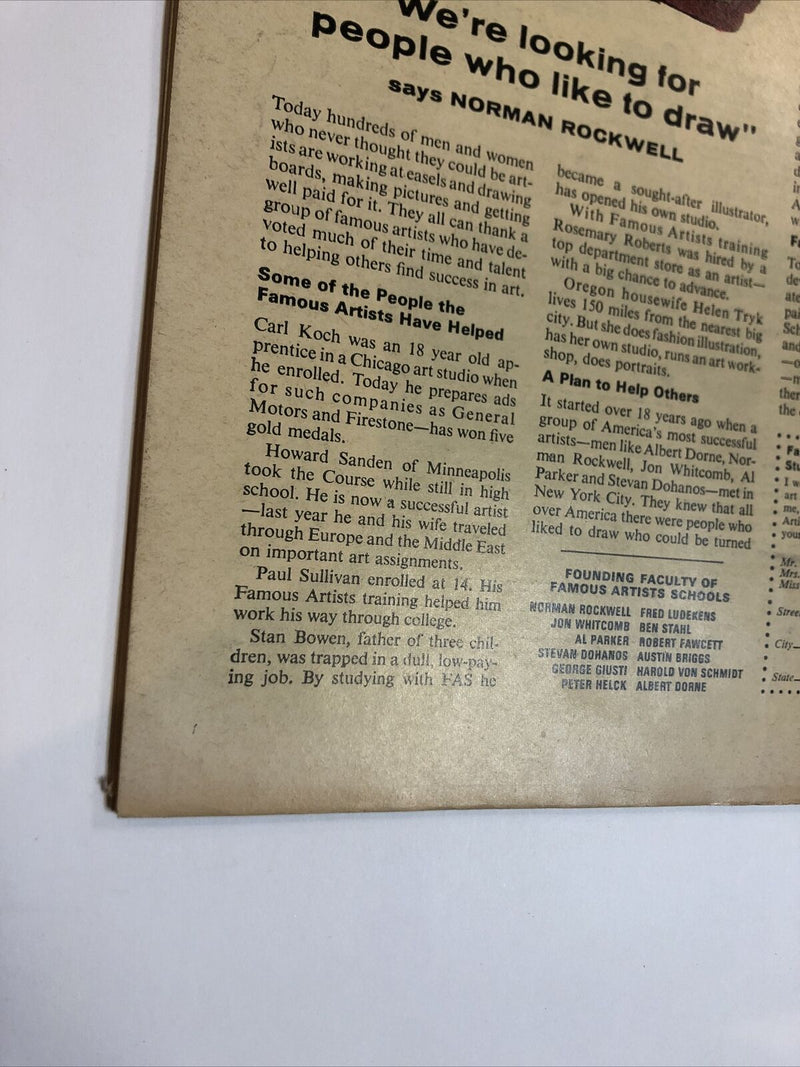 We're looking for
people who like to draw"
says NORMAN ROCKWELL
Today hundreds of men and women
who never thought they could be art-
ists are working at easels and drawing
boards, making pictures and getting
well paid for it. They all can thank a
group of famous artists who have de-
voted much of their time and talent
to helping others find success in art.
Some of the People the
Famous Artists Have Helped
Carl Koch was an 18 year old ap-
prentice in a Chicago art studio when
he enrolled. Today he prepares ads
for such companies as General
Motors and Firestone—has won five
gold medals.
Howard Sanden of Minneapolis
took the Course while still in high
school. He is now a successful artist
—last year he and his wife traveled
through Europe and the Middle East
on important art assignments.
Paul Sullivan enrolled at 14. His
Famous Artists training helped him
work his way through college.
Stan Bowen, father of three chil-
dren, was trapped in a dull, low-pay-
ing job. By studying with FAS he
became a sought-after illustrator,
has opened his own studio.
With Famous Artists training
Rosemary Roberts was hired by a
top department store as an artist—
with a big chance to advance.
Oregon housewife Helen Tryk
lives 150 miles from the nearest big
city. But she does fashion illustration,
has her own studio, runs an art work-
shop, does portraits.
A Plan to Help Others
It started over 18 years ago when a
group of America's most successful
artists—men like Albert Dorne, Nor-
man Rockwell, Jon Whitcomb, Al
Parker and Stevan Dohanos—met in
New York City. They knew that all
over America there were people who
liked to draw who could be turned
FOUNDING FACULTY OF
FAMOUS ARTISTS SCHOOLS
NORMAN ROCKWELL FRED LUDEKENS
JON WHITCOMB BEN STAHL
AL PARKER ROBERT FAWCETT
STEVAN DOHANOS AUSTIN BRIGGS
GEORGE GIUSTI HAROLD VON SCHMIDT
PETER HELCK ALBERT DORNE
and
the
I w
art
me,
Mr.
Mrs.
Miss
Street
City
State